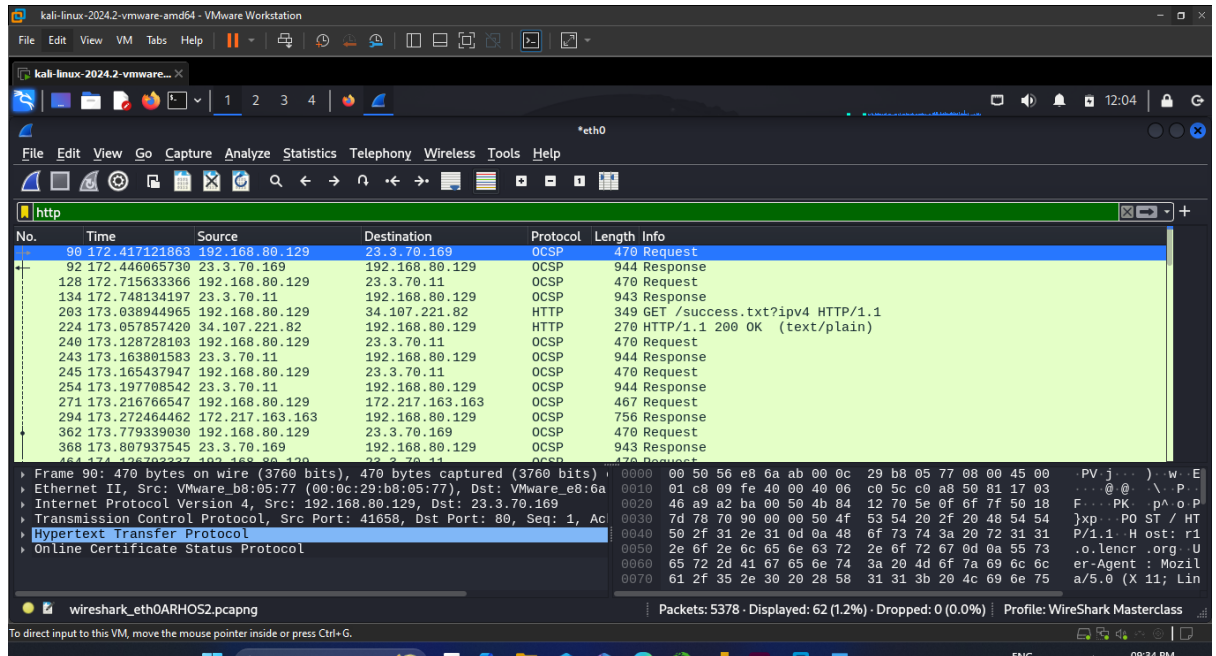 kali-linux-2024.2-vmware-amd64 - VMware Workstation
File Edit View VM Tabs Help
kali-linux-2024.2-vmware...
1 2 3 4 12:04
*eth0
File Edit View Go Capture Analyze Statistics Telephony Wireless Tools Help
http
No. Time Source Destination Protocol Length Info
90 172.417121863 192.168.80.129 23.3.70.169 OCSP 470 Request
92 172.446065730 23.3.70.169 192.168.80.129 OCSP 944 Response
128 172.715633366 192.168.80.129 23.3.70.11 OCSP 470 Request
134 172.748134197 23.3.70.11 192.168.80.129 OCSP 943 Response
203 173.038944965 192.168.80.129 34.107.221.82 HTTP 349 GET /success.txt?ipv4 HTTP/1.1
224 173.057857420 34.107.221.82 192.168.80.129 HTTP 270 HTTP/1.1 200 OK (text/plain)
240 173.128728103 192.168.80.129 23.3.70.11 OCSP 470 Request
243 173.163801583 23.3.70.11 192.168.80.129 OCSP 944 Response
245 173.165437947 192.168.80.129 23.3.70.11 OCSP 470 Request
254 173.197708542 23.3.70.11 192.168.80.129 OCSP 944 Response
271 173.216766547 192.168.80.129 172.217.163.163 OCSP 467 Request
294 173.272464462 172.217.163.163 192.168.80.129 OCSP 756 Response
362 173.779339030 192.168.80.129 23.3.70.169 OCSP 470 Request
368 173.807937545 23.3.70.169 192.168.80.129 OCSP 943 Response
Frame 90: 470 bytes on wire (3760 bits), 470 bytes captured (3760 bits)
Ethernet II, Src: VMware_b8:05:77 (00:0c:29:b8:05:77), Dst: VMware_e8:6a
Internet Protocol Version 4, Src: 192.168.80.129, Dst: 23.3.70.169
Transmission Control Protocol, Src Port: 41658, Dst Port: 80, Seq: 1, Ac
Hypertext Transfer Protocol
Online Certificate Status Protocol
0000 00 50 56 e8 6a ab 00 0c 29 b8 05 77 08 00 45 00 ·PV·j··· )··w··E
0010 01 c8 09 fe 40 00 40 06 c0 5c c0 a8 50 81 17 03 ····@·@· ·\··P··
0020 46 a9 a2 ba 00 50 4b 84 12 70 5e 0f 6f 7f 50 18 F····PK· ·p^·o·P
0030 7d 78 70 90 00 00 50 4f 53 54 20 2f 20 48 54 54 }xp···PO ST / HT
0040 50 2f 31 2e 31 0d 0a 48 6f 73 74 3a 20 72 31 31 P/1.1··H ost: r1
0050 2e 6f 2e 6c 65 6e 63 72 2e 6f 72 67 0d 0a 55 73 .o.lencr .org··U
0060 65 72 2d 41 67 65 6e 74 3a 20 4d 6f 7a 69 6c 6c er-Agent : Mozil
0070 61 2f 35 2e 30 20 28 58 31 31 3b 20 4c 69 6e 75 a/5.0 (X 11; Lin
wireshark_eth0ARHOS2.pcapng Packets: 5378 · Displayed: 62 (1.2%) · Dropped: 0 (0.0%) Profile: WireShark Masterclass
To direct input to this VM, move the mouse pointer inside or press Ctrl+G.
ENG 09:34 PM